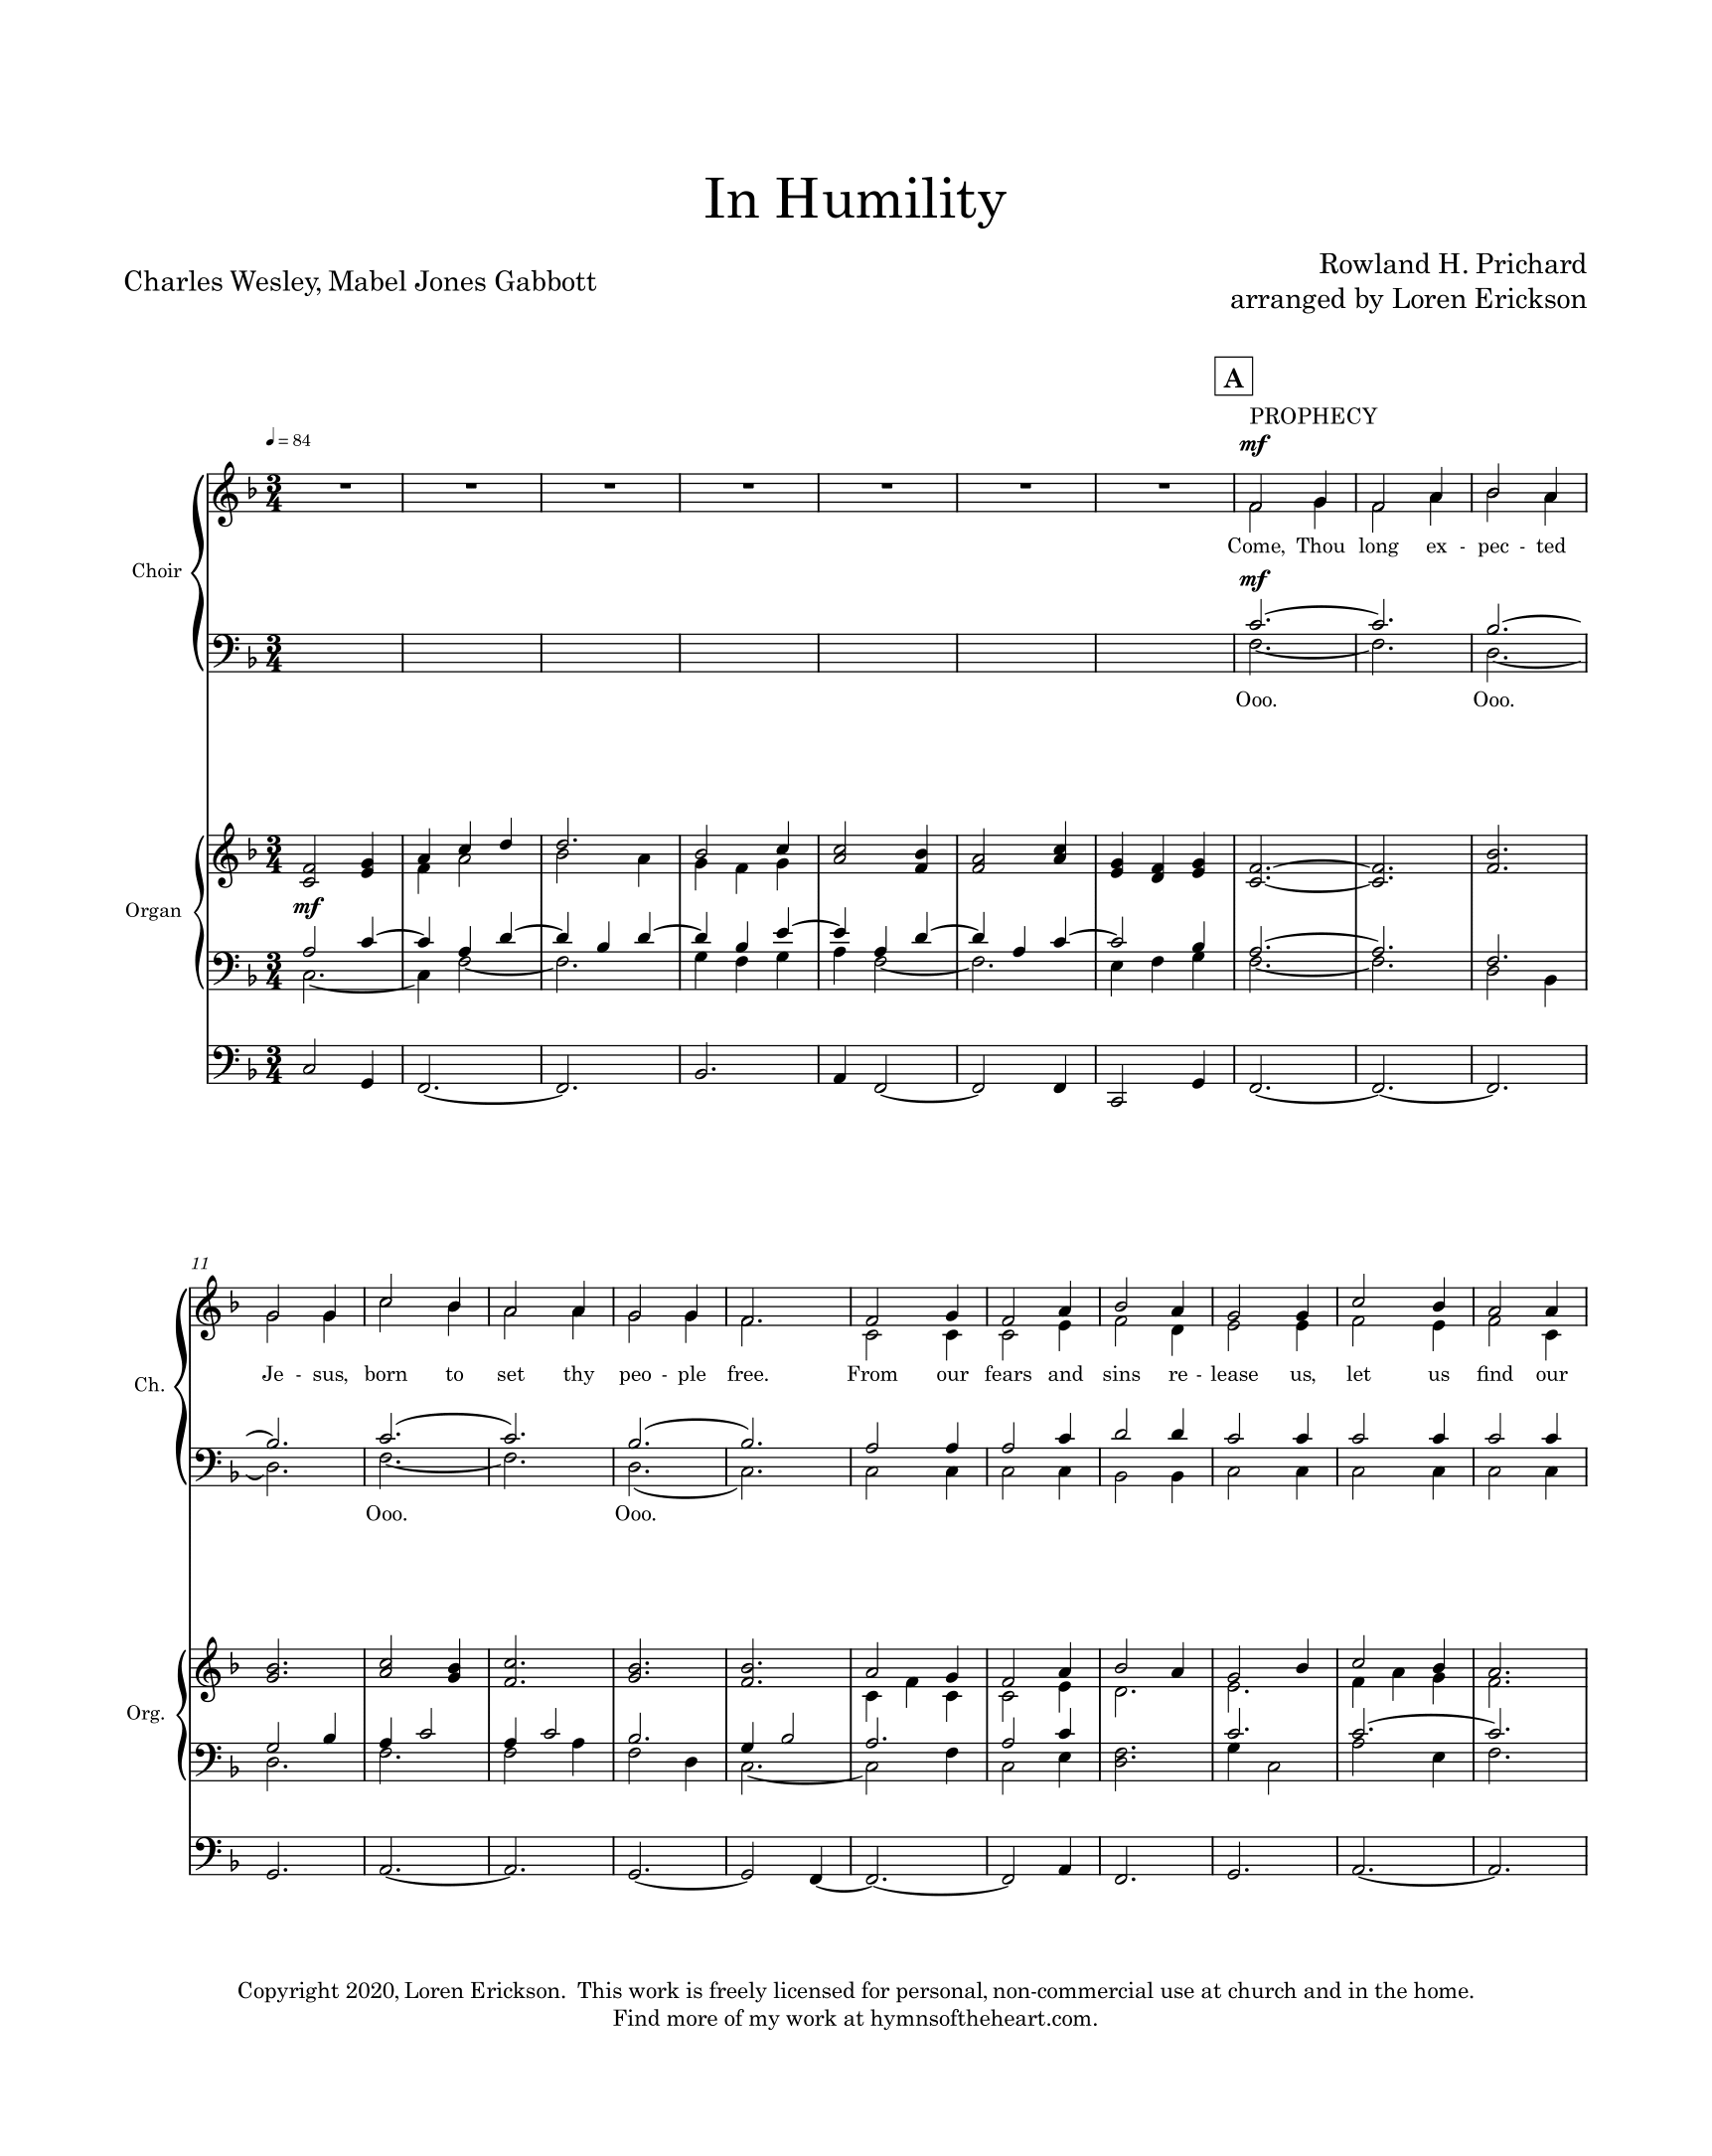 In Humility
Charles Wesley, Mabel Jones Gabbott
Rowland H. Prichard
arranged by Loren Erickson
A
PROPHECY
♩ = 84
mf
Choir
Come, Thou long ex - pec - ted
mf
Ooo. Ooo.
Organ
mf
11
Ch.
Je - sus, born to set thy peo - ple free. From our fears and sins re - lease us, let us find our
Ooo. Ooo.
Org.
Copyright 2020, Loren Erickson.  This work is freely licensed for personal, non-commercial use at church and in the home.
Find more of my work at hymnsoftheheart.com.